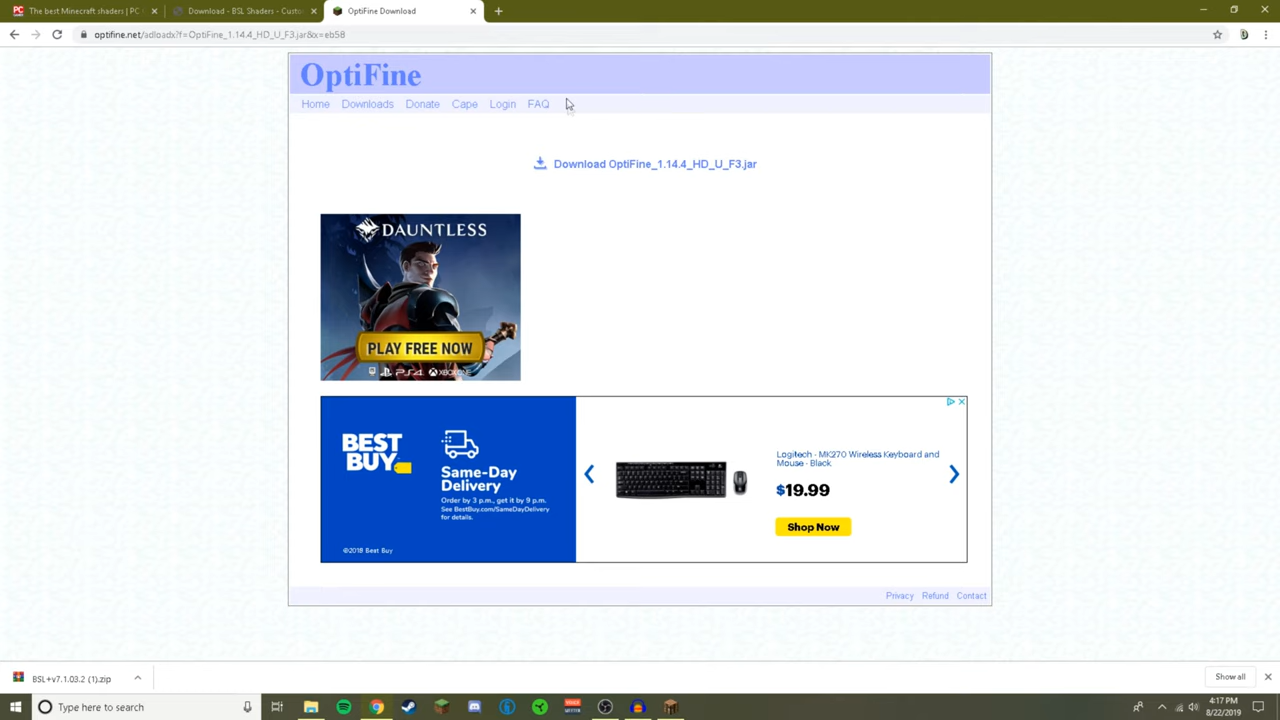 The best Minecraft shaders | PC
Download - BSL Shaders - Custo
OptiFine Download
optifine.net/adloadx?f=OptiFine_1.14.4_HD_U_F3.jar&x=eb58
OptiFine
Home Downloads Donate Cape Login FAQ
Download OptiFine_1.14.4_HD_U_F3.jar
DAUNTLESS
PLAY FREE NOW
PS4 XBOX ONE
BEST
BUY
Same-Day
Delivery
Order by 3 p.m., get it by 9 p.m.
See BestBuy.com/SameDayDelivery
for details.
©2018 Best Buy
Logitech - MK270 Wireless Keyboard and
Mouse - Black
$19.99
Shop Now
Privacy Refund Contact
BSL+v7.1.03.2 (1).zip
Show all
Type here to search
4:17 PM
8/22/2019